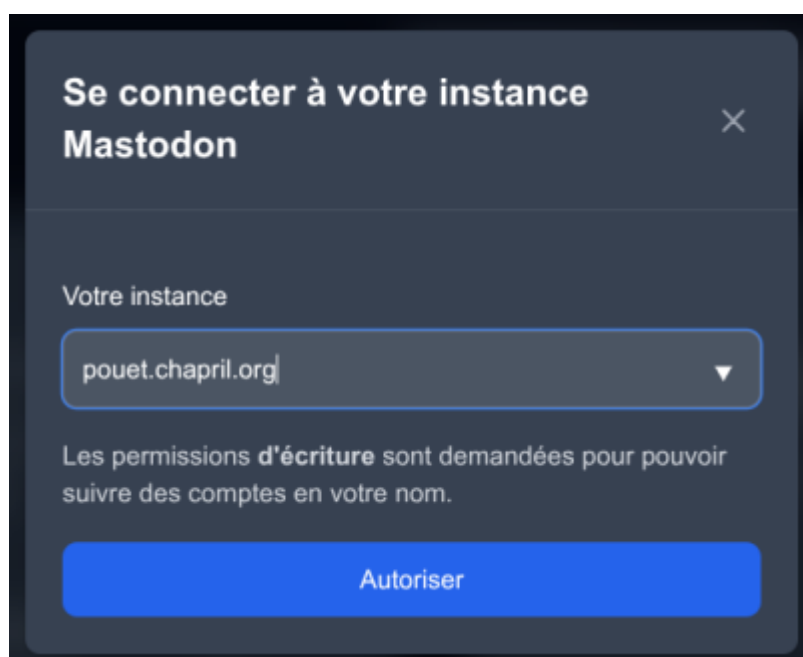 Se connecter à votre instance
Mastodon
Votre instance
pouet.chapril.org
Les permissions d'écriture sont demandées pour pouvoir
suivre des comptes en votre nom.
Autoriser